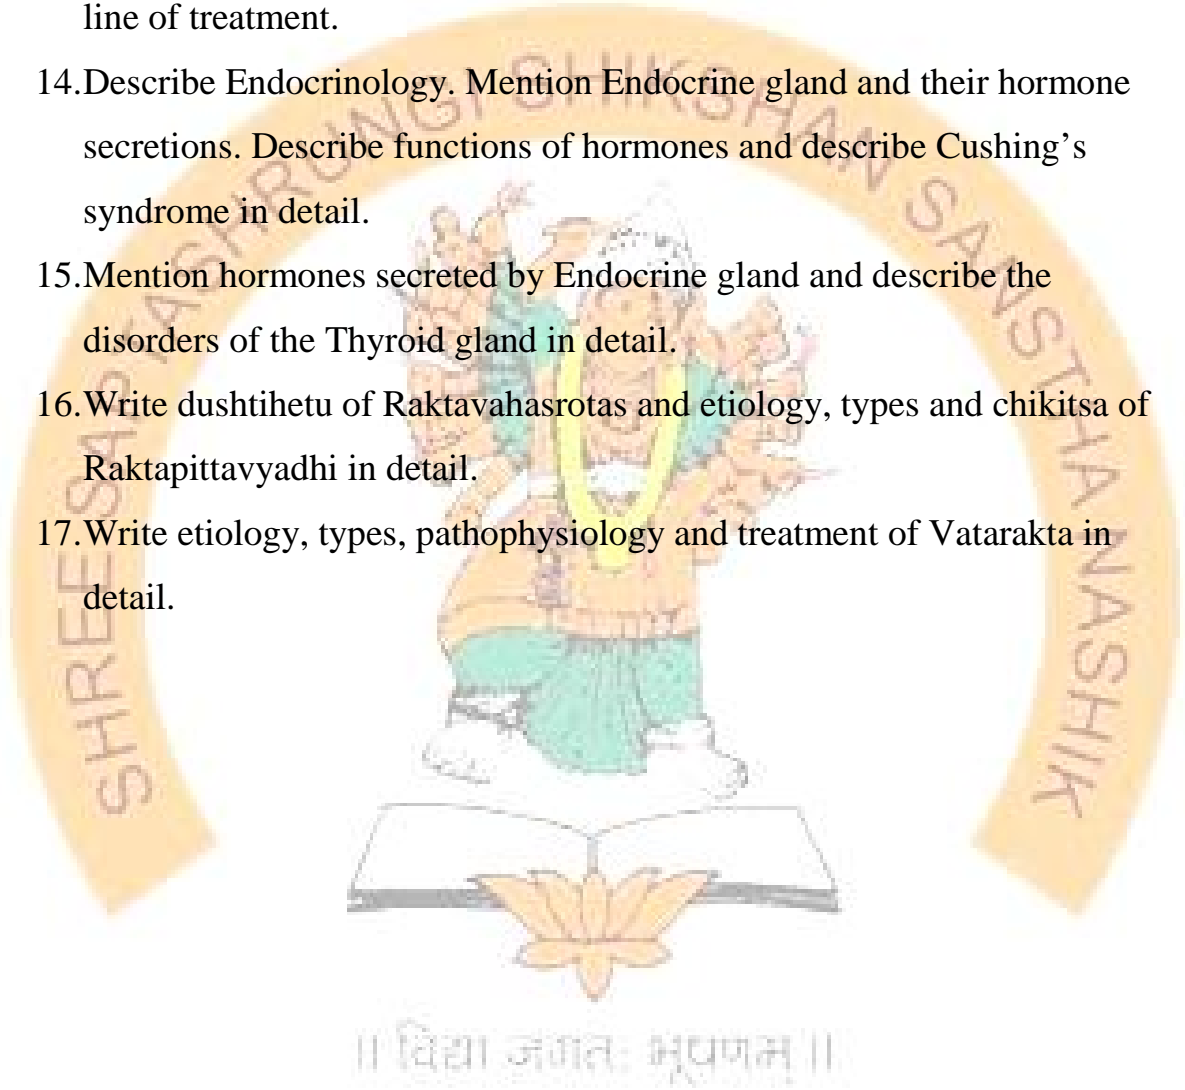 line of treatment.
14.Describe Endocrinology. Mention Endocrine gland and their hormone
secretions. Describe functions of hormones and describe Cushing’s
syndrome in detail.
15.Mention hormones secreted by Endocrine gland and describe the
disorders of the Thyroid gland in detail.
16.Write dushtihetu of Raktavahasrotas and etiology, types and chikitsa of
Raktapittavyadhi in detail.
17.Write etiology, types, pathophysiology and treatment of Vatarakta in
detail.
SHREE SAPTASHRUNGI SHIKSHAN SANSTHA NASHIK
॥ विद्या जगतः भूषणम् ॥